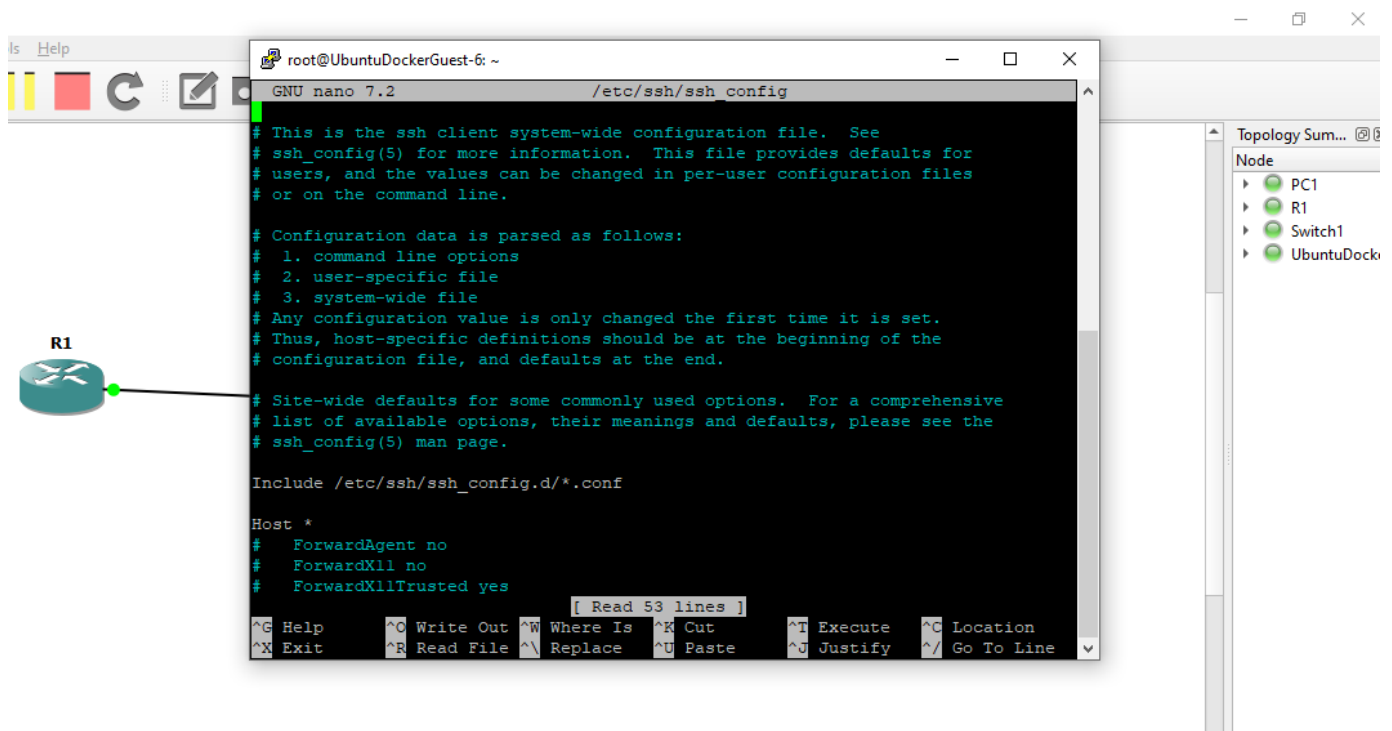 ls Help
root@UbuntuDockerGuest-6: ~
GNU nano 7.2 /etc/ssh/ssh_config
# This is the ssh client system-wide configuration file. See
# ssh_config(5) for more information. This file provides defaults for
# users, and the values can be changed in per-user configuration files
# or on the command line.
# Configuration data is parsed as follows:
# 1. command line options
# 2. user-specific file
# 3. system-wide file
# Any configuration value is only changed the first time it is set.
# Thus, host-specific definitions should be at the beginning of the
# configuration file, and defaults at the end.
# Site-wide defaults for some commonly used options. For a comprehensive
# list of available options, their meanings and defaults, please see the
# ssh_config(5) man page.
Include /etc/ssh/ssh_config.d/*.conf
Host *
# ForwardAgent no
# ForwardX11 no
# ForwardX11Trusted yes
[ Read 53 lines ]
^G Help ^O Write Out ^W Where Is ^K Cut ^T Execute ^C Location
^X Exit ^R Read File ^\ Replace ^U Paste ^J Justify ^/ Go To Line
R1
Topology Sum...
Node
PC1
R1
Switch1
UbuntuDocke